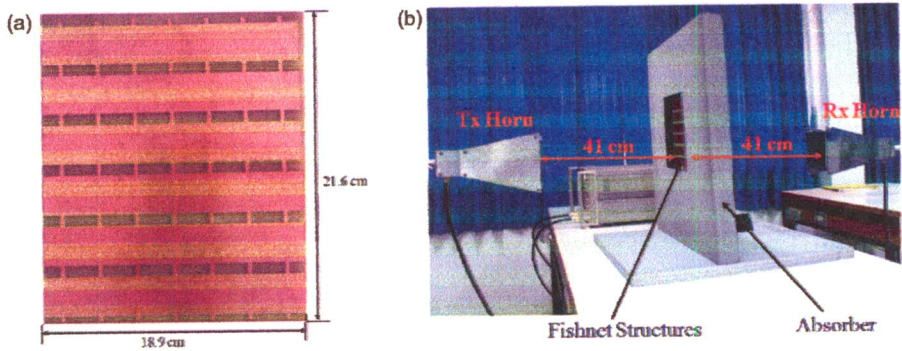 (a)
21.6 cm
18.9 cm
(b)
Tx Horn
Rx Horn
41 cm
41 cm
Fishnet Structures
Absorber